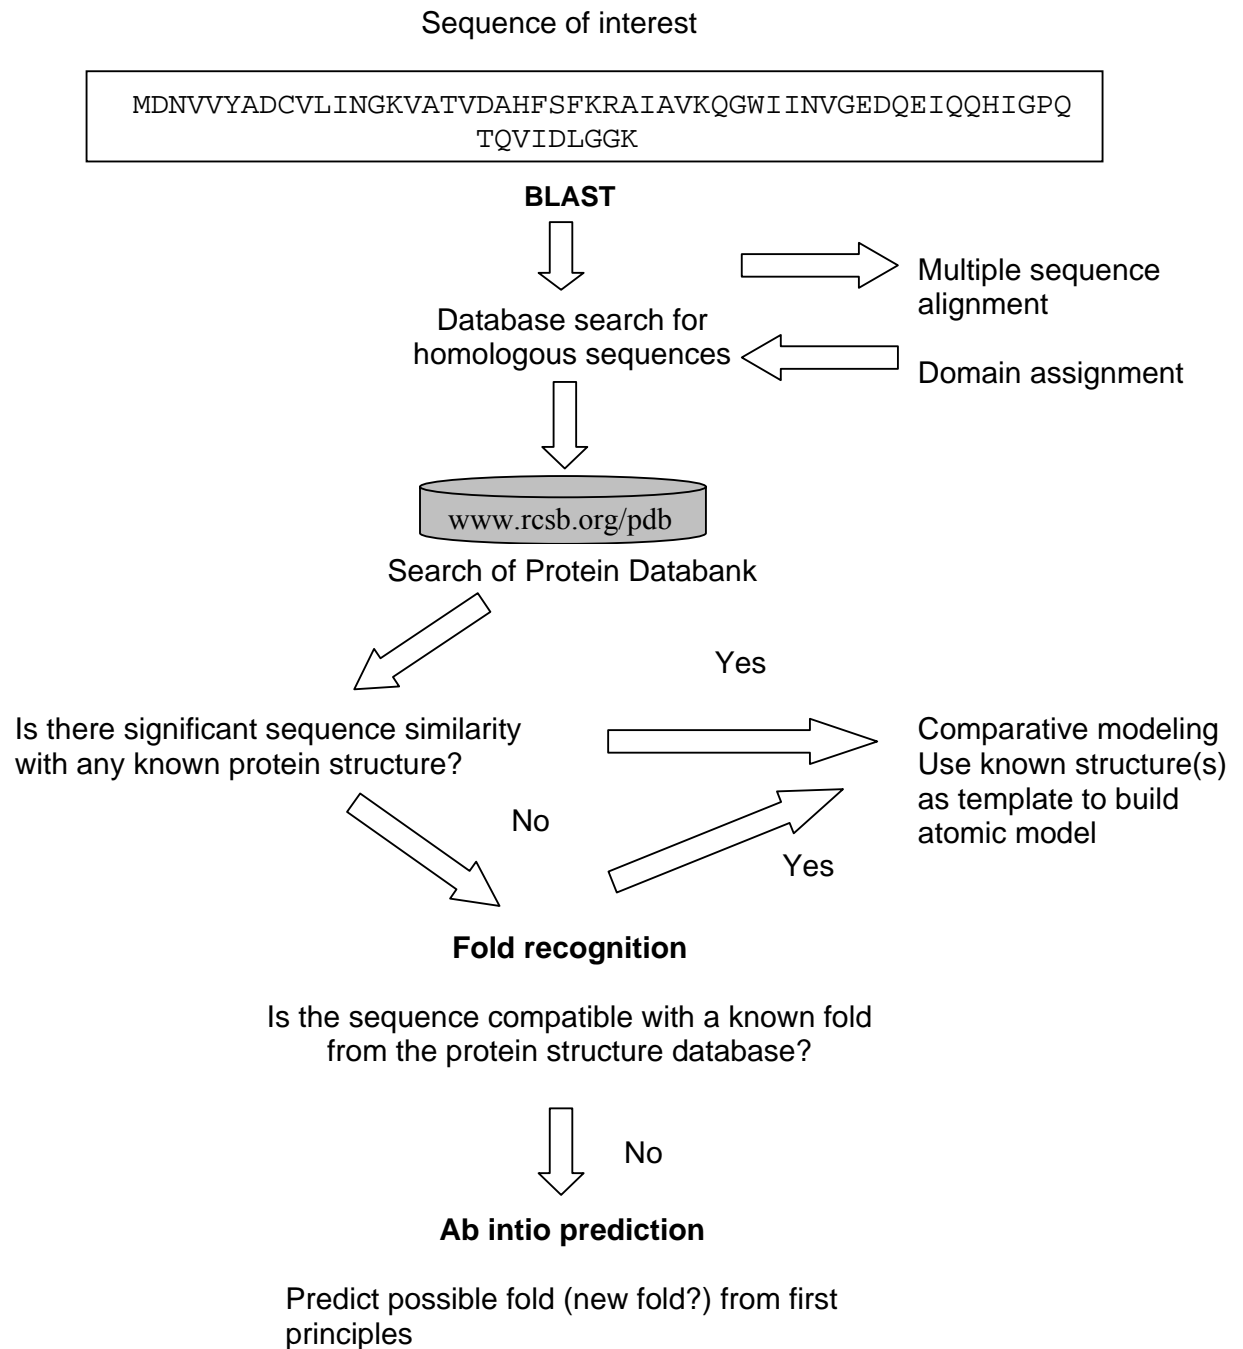 Sequence of interest
MDNVVYADCVLINGKVATVDAHFSFKRAIAVKQGWIINVGEDQEIQQHIGPQ
TQVIDLGGK
BLAST
Multiple sequence
alignment
Database search for
homologous sequences
Domain assignment
www.rcsb.org/pdb
Search of Protein Databank
Yes
Is there significant sequence similarity
with any known protein structure?
Comparative modeling
Use known structure(s)
as template to build
atomic model
No
Yes
Fold recognition
Is the sequence compatible with a known fold
from the protein structure database?
No
Ab intio prediction
Predict possible fold (new fold?) from first
principles